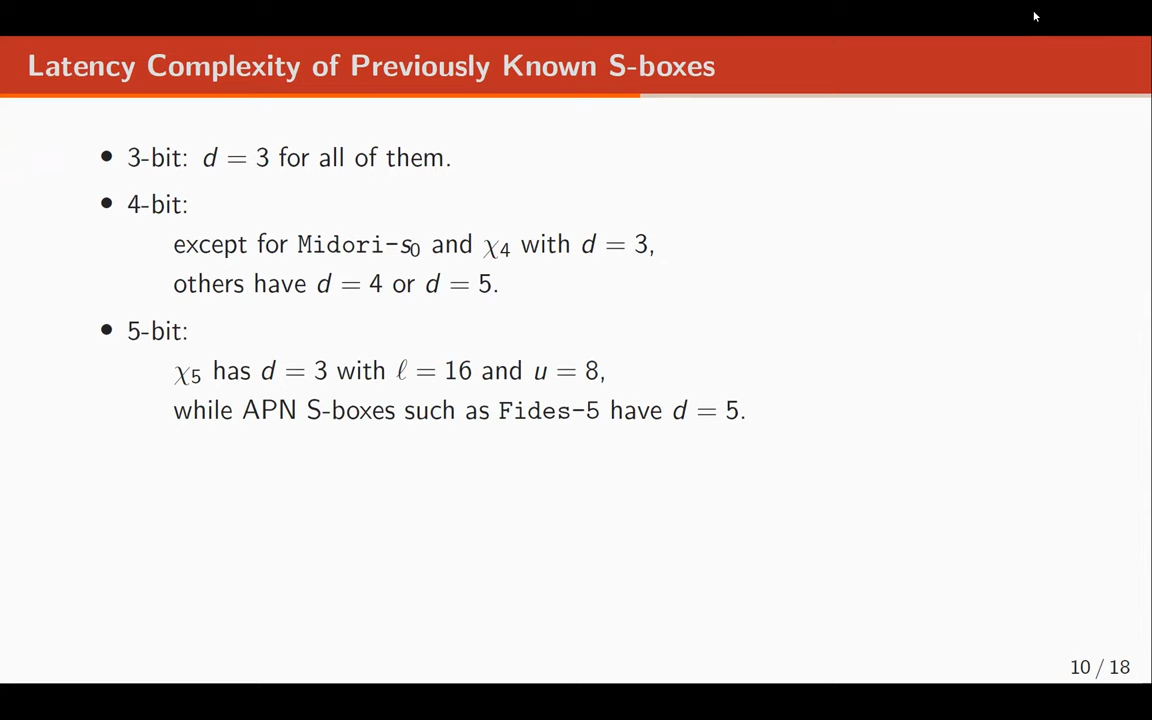 Latency Complexity of Previously Known S-boxes
• 3-bit: d = 3 for all of them.
• 4-bit:
except for Midori-s₀ and χ₄ with d = 3,
others have d = 4 or d = 5.
• 5-bit:
χ₅ has d = 3 with ℓ = 16 and u = 8,
while APN S-boxes such as Fides-5 have d = 5.
10 / 18